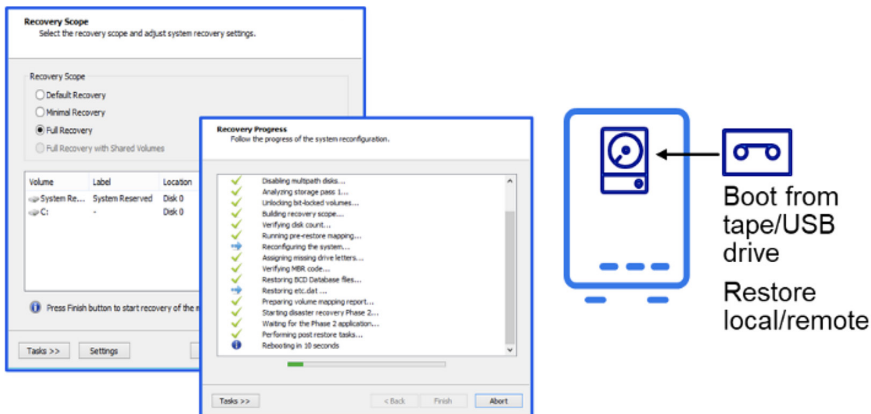 Recovery Scope
Select the recovery scope and adjust system recovery settings.
Recovery Scope
Default Recovery
Minimal Recovery
Full Recovery
Full Recovery with Shared Volumes
Volume Label Location
System Re... System Reserved Disk 0
C: - Disk 0
Press Finish button to start recovery of the
Tasks >> Settings
Recovery Progress
Follow the progress of the system reconfiguration.
Disabling multipath disks...
Analyzing storage pass 1...
Unlocking bit-locked volumes...
Building recovery scope...
Verifying disk count...
Running pre-restore mapping...
Reconfiguring the system...
Assigning missing drive letters...
Verifying MBR code...
Restoring BCD Database files...
Restoring etc.dat ...
Preparing volume mapping report...
Starting disaster recovery Phase 2...
Waiting for the Phase 2 application...
Performing post restore tasks...
Rebooting in 10 seconds
Tasks >> < Back Finish Abort
Boot from
tape/USB
drive
Restore
local/remote